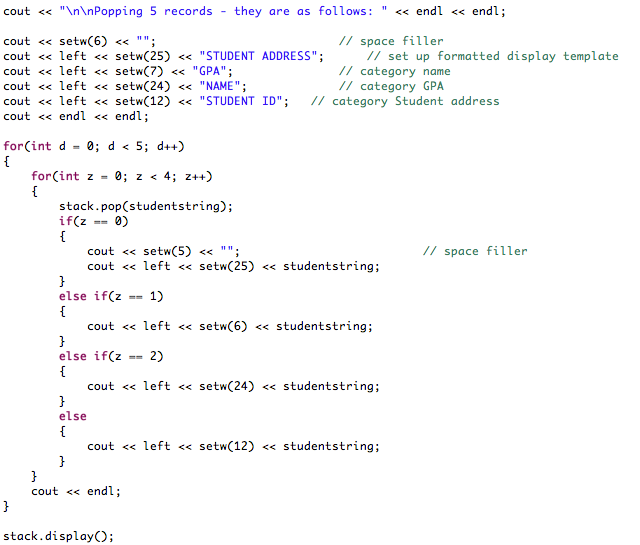 cout << "\n\nPopping 5 records - they are as follows: " << endl << endl;

cout << setw(6) << "";                          // space filler
cout << left << setw(25) << "STUDENT ADDRESS";      // set up formatted display template
cout << left << setw(7) << "GPA";               // category name
cout << left << setw(24) << "NAME";             // category GPA
cout << left << setw(12) << "STUDENT ID";   // category Student address
cout << endl << endl;

for(int d = 0; d < 5; d++)
{
    for(int z = 0; z < 4; z++)
    {
        stack.pop(studentstring);
        if(z == 0)
        {
            cout << setw(5) << "";                          // space filler
            cout << left << setw(25) << studentstring;
        }
        else if(z == 1)
        {
            cout << left << setw(6) << studentstring;
        }
        else if(z == 2)
        {
            cout << left << setw(24) << studentstring;
        }
        else
        {
            cout << left << setw(12) << studentstring;
        }
    }
    cout << endl;
}

stack.display();